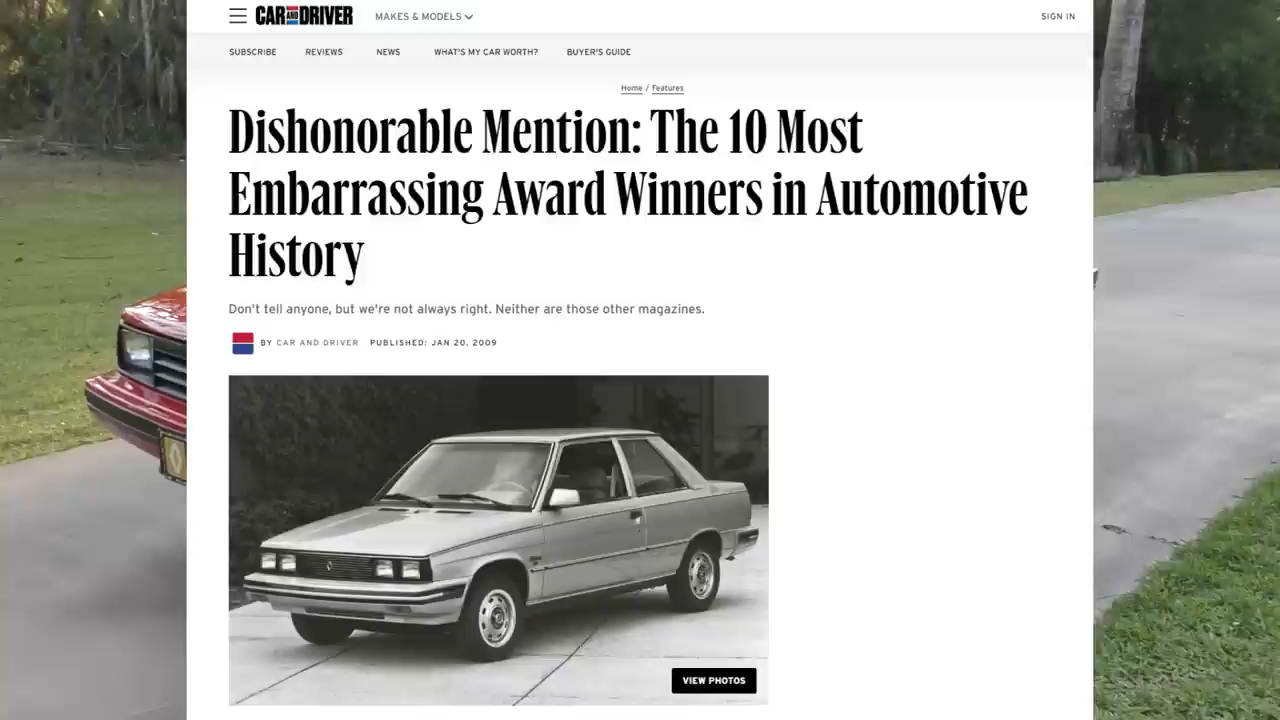 CAR AND DRIVER
MAKES & MODELS
SIGN IN
SUBSCRIBE
REVIEWS
NEWS
WHAT'S MY CAR WORTH?
BUYER'S GUIDE
Home / Features
Dishonorable Mention: The 10 Most
Embarrassing Award Winners in Automotive
History
Don't tell anyone, but we're not always right. Neither are those other magazines.
BY CAR AND DRIVER PUBLISHED: JAN 20, 2009
VIEW PHOTOS